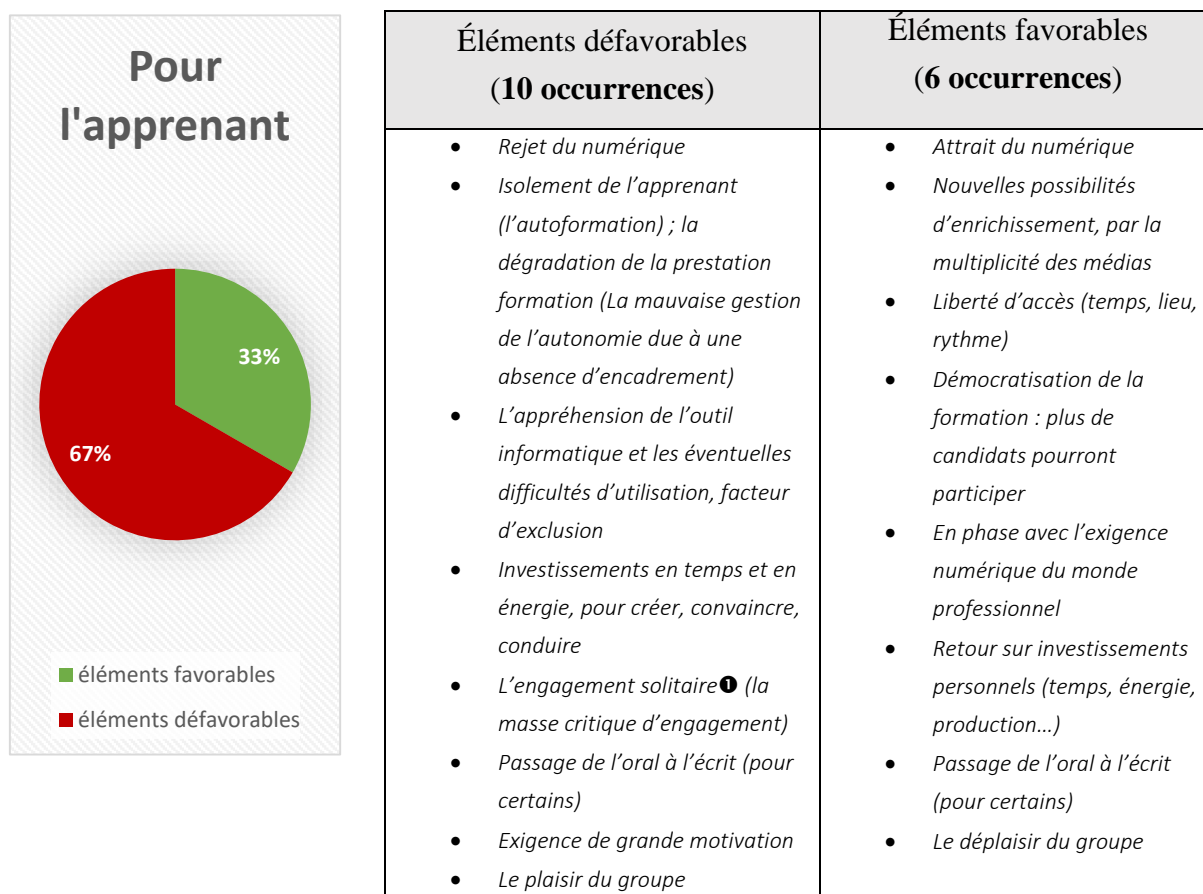 Pour
l'apprenant
33%
67%
éléments favorables
éléments défavorables
Éléments défavorables
(10 occurrences)
• Rejet du numérique
• Isolement de l’apprenant
(l’autoformation) ; la
dégradation de la prestation
formation (La mauvaise gestion
de l’autonomie due à une
absence d’encadrement)
• L’appréhension de l’outil
informatique et les éventuelles
difficultés d’utilisation, facteur
d’exclusion
• Investissements en temps et en
énergie, pour créer, convaincre,
conduire
• L’engagement solitaire❶ (la
masse critique d’engagement)
• Passage de l’oral à l’écrit (pour
certains)
• Exigence de grande motivation
• Le plaisir du groupe
Éléments favorables
(6 occurrences)
• Attrait du numérique
• Nouvelles possibilités
d’enrichissement, par la
multiplicité des médias
• Liberté d’accès (temps, lieu,
rythme)
• Démocratisation de la
formation : plus de
candidats pourront
participer
• En phase avec l’exigence
numérique du monde
professionnel
• Retour sur investissements
personnels (temps, énergie,
production…)
• Passage de l’oral à l’écrit
(pour certains)
• Le déplaisir du groupe